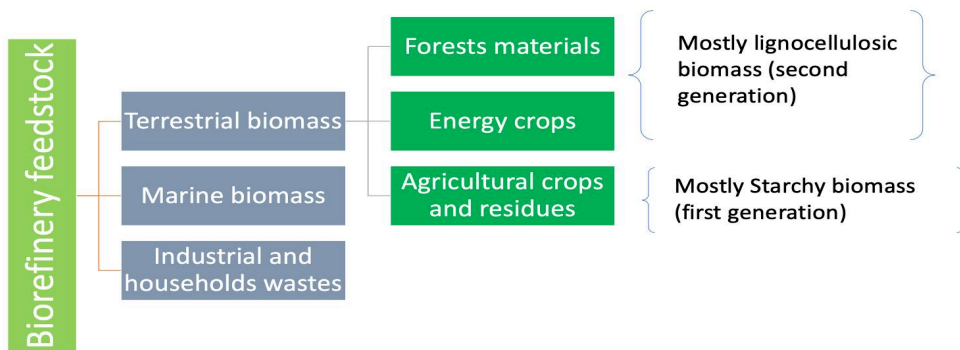 Biorefinery feedstock
Terrestrial biomass
Marine biomass
Industrial and
households wastes
Forests materials
Energy crops
Agricultural crops
and residues
Mostly lignocellulosic
biomass (second
generation)
Mostly Starchy biomass
(first generation)